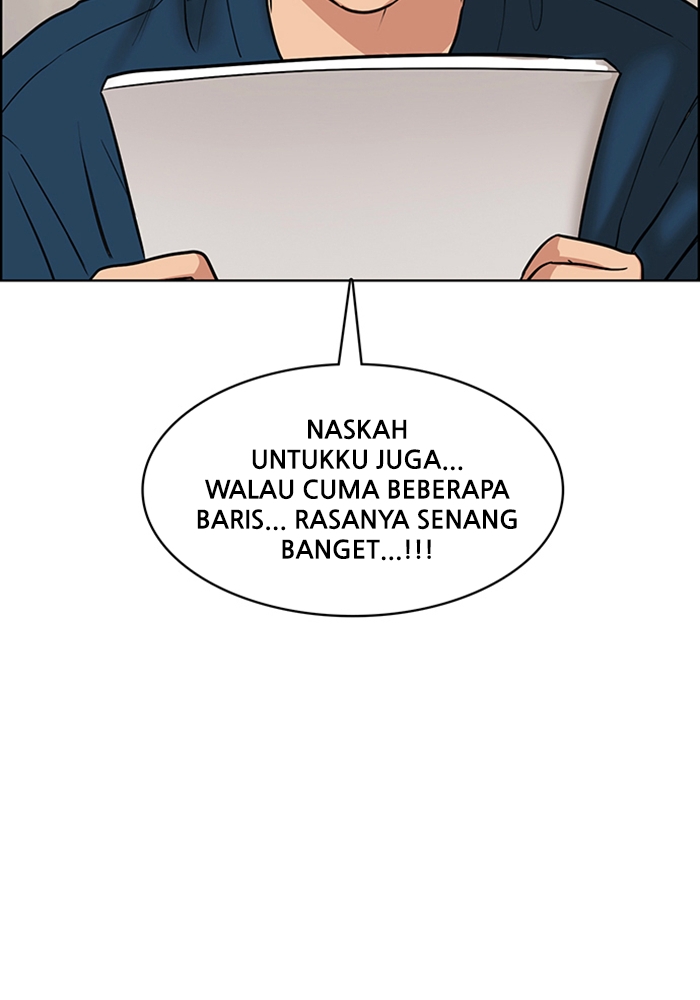 NASKAH
UNTUKKU JUGA...
WALAU CUMA BEBERAPA
BARIS... RASANYA SENANG
BANGET...!!!